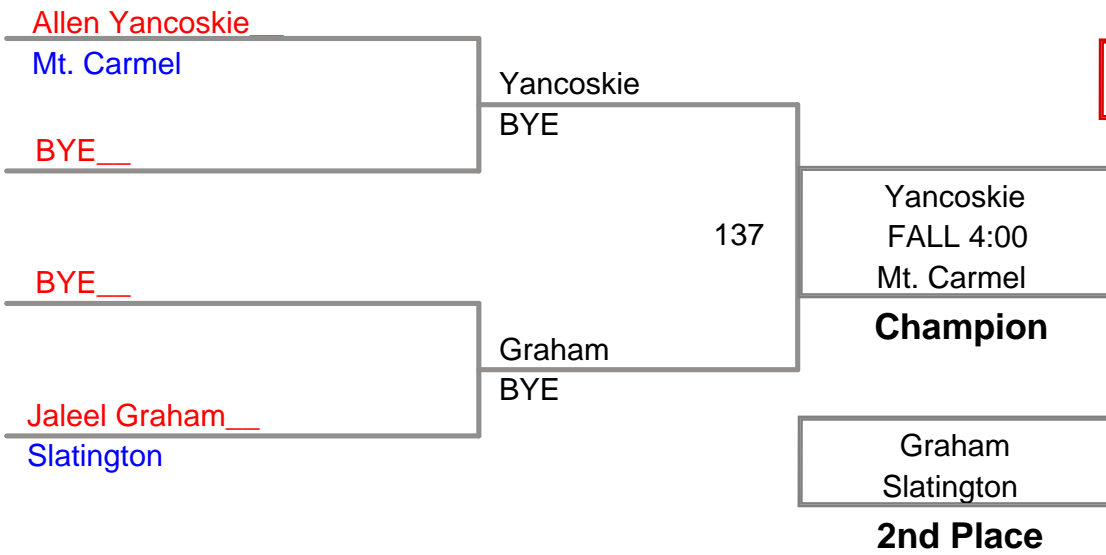 Allen Yancoskie__
Mt. Carmel
BYE__
Yancoskie
BYE
BYE__
Jaleel Graham__
Slatington
Graham
BYE
137
Yancoskie
FALL 4:00
Mt. Carmel
Champion
Graham
Slatington
2nd Place